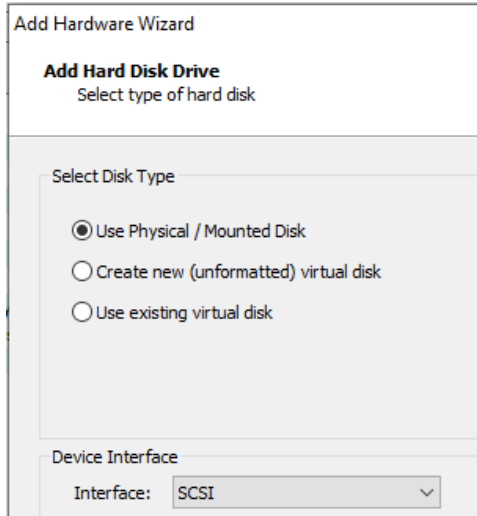 Add Hardware Wizard
Add Hard Disk Drive
Select type of hard disk
Select Disk Type
Use Physical / Mounted Disk
Create new (unformatted) virtual disk
Use existing virtual disk
Device Interface
Interface: SCSI